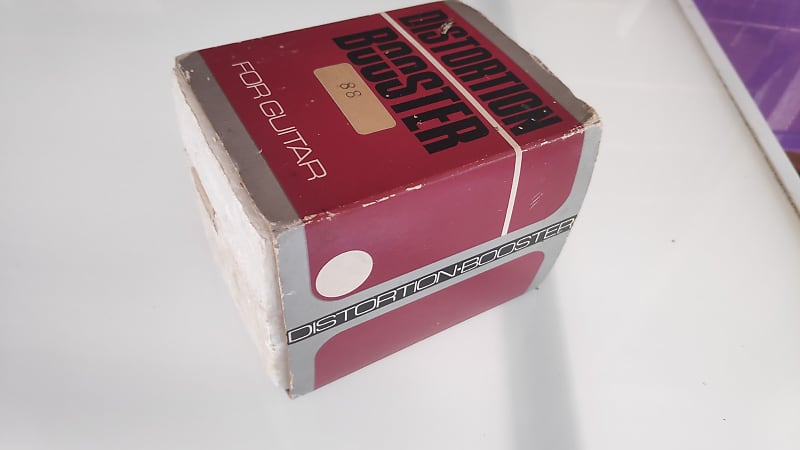 DISTORTION
BOOSTER
88
FOR GUITAR
DISTORTION·BOOSTER